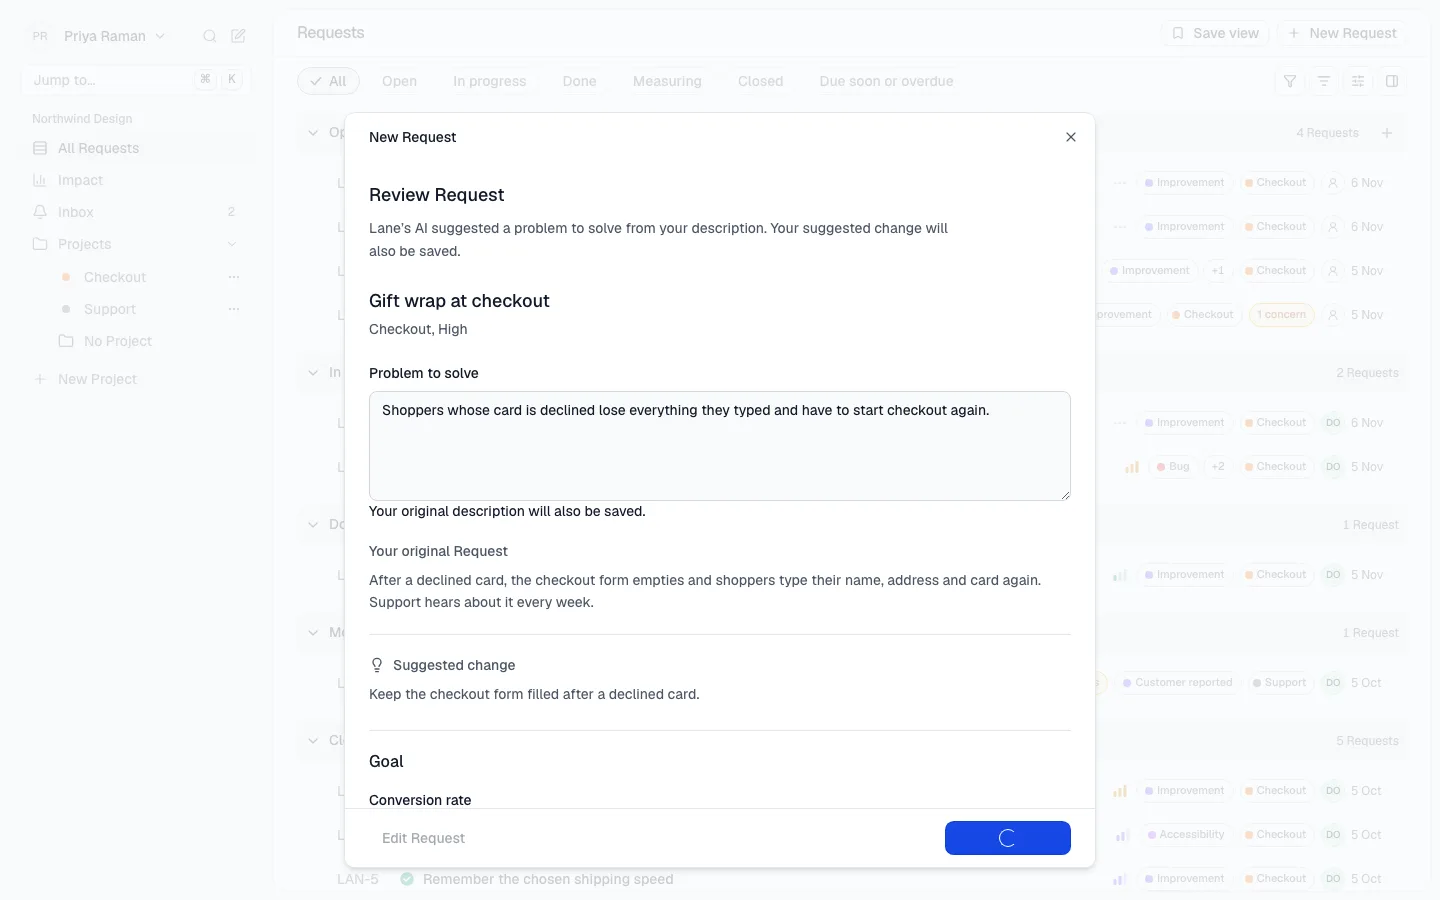 PR
Priya Raman
Jump to...
⌘ K
Northwind Design
All Requests
Impact
Inbox 2
Projects
Checkout
Support
No Project
New Project
Requests
Save view
New Request
All
Open
In progress
Done
Measuring
Closed
Due soon or overdue
4 Requests
Improvement Checkout 6 Nov
Improvement Checkout 6 Nov
Improvement +1 Checkout 5 Nov
Checkout 1 concern 5 Nov
2 Requests
Improvement Checkout DO 6 Nov
Bug +2 Checkout DO 5 Nov
1 Request
Improvement Checkout DO 5 Nov
1 Request
Customer reported Support DO 5 Oct
5 Requests
Improvement Checkout DO 5 Oct
Accessibility Checkout DO 5 Oct
LAN-5 Remember the chosen shipping speed Improvement Checkout DO 5 Oct
New Request
Review Request
Lane's AI suggested a problem to solve from your description. Your suggested change will
also be saved.
Gift wrap at checkout
Checkout, High
Problem to solve
Shoppers whose card is declined lose everything they typed and have to start checkout again.
Your original description will also be saved.
Your original Request
After a declined card, the checkout form empties and shoppers type their name, address and card again.
Support hears about it every week.
Suggested change
Keep the checkout form filled after a declined card.
Goal
Conversion rate
Edit Request